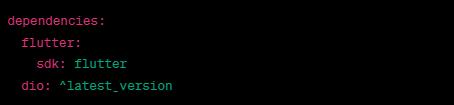 dependencies:
  flutter:
    sdk: flutter
  dio: ^latest_version